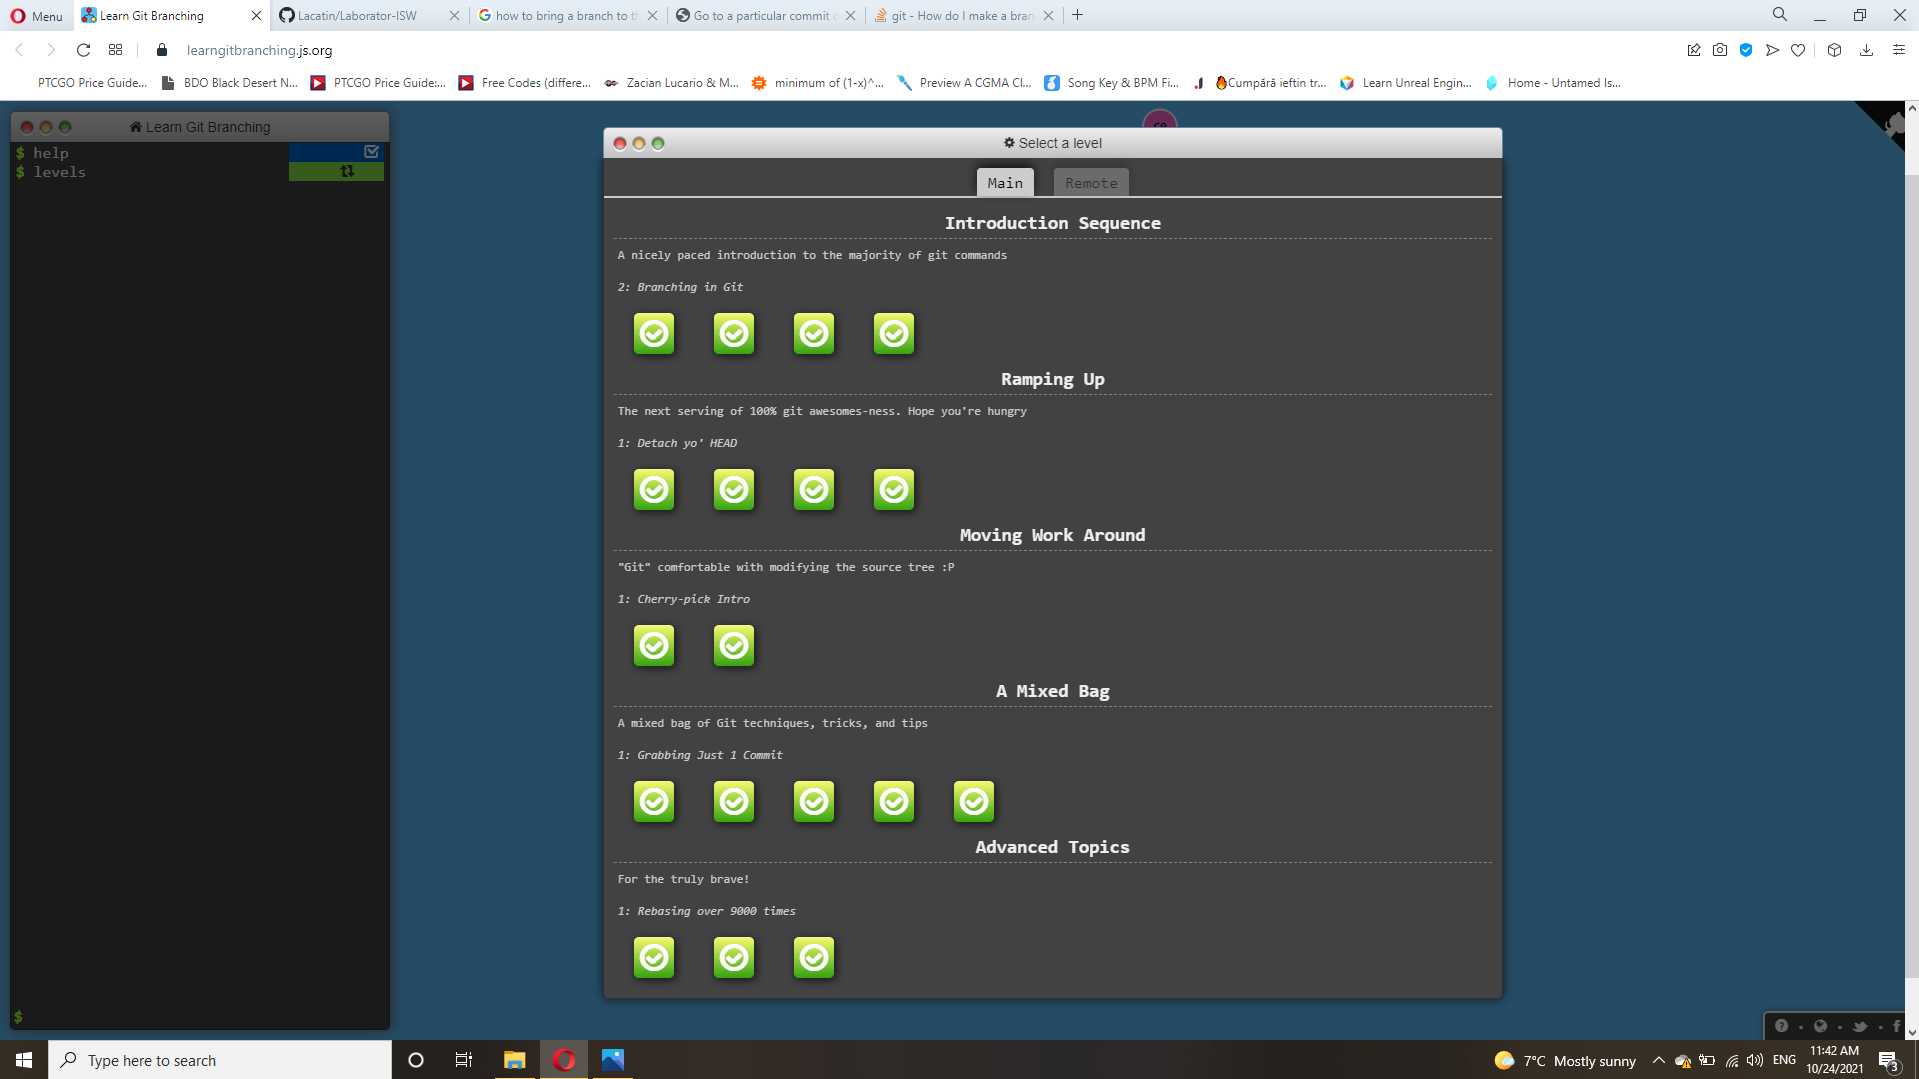 Menu
Learn Git Branching
Lacatin/Laborator-ISW
how to bring a branch to th
Go to a particular commit
git - How do I make a bran
learngitbranching.js.org
PTCGO Price Guide...
BDO Black Desert N...
PTCGO Price Guide:...
Free Codes (differe...
Zacian Lucario & M...
minimum of (1-x)^...
Preview A CGMA Cl...
Song Key & BPM Fi...
Cumpără ieftin tr...
Learn Unreal Engin...
Home - Untamed Is...
Learn Git Branching
$ help
$ levels
$
Select a level
Main
Remote
Introduction Sequence
A nicely paced introduction to the majority of git commands
2: Branching in Git
Ramping Up
The next serving of 100% git awesomes-ness. Hope you're hungry
1: Detach yo' HEAD
Moving Work Around
"Git" comfortable with modifying the source tree :P
1: Cherry-pick Intro
A Mixed Bag
A mixed bag of Git techniques, tricks, and tips
1: Grabbing Just 1 Commit
Advanced Topics
For the truly brave!
1: Rebasing over 9000 times
Type here to search
7°C Mostly sunny
ENG
11:42 AM
10/24/2021
3